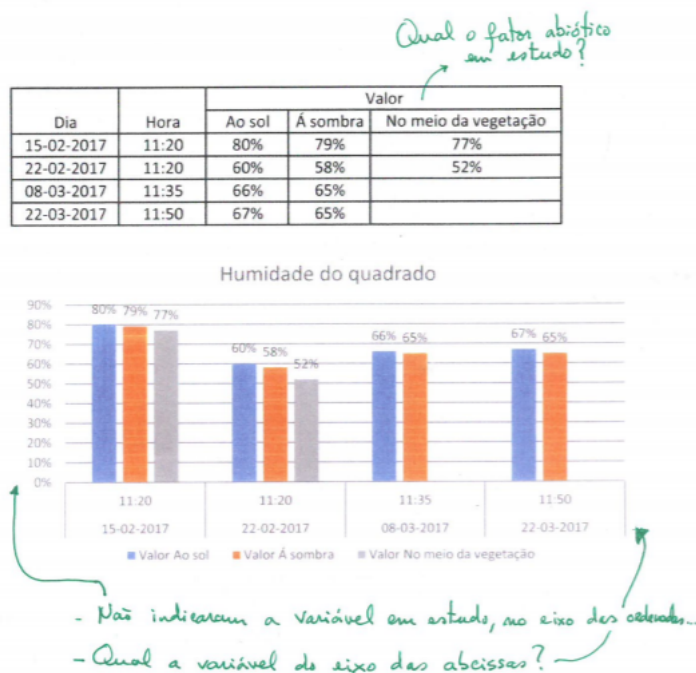 Qual o fator abiótico
em estudo?
Valor
Dia Hora Ao sol Á sombra No meio da vegetação
15-02-2017 11:20 80% 79% 77%
22-02-2017 11:20 60% 58% 52%
08-03-2017 11:35 66% 65%
22-03-2017 11:50 67% 65%
Humidade do quadrado
90%
80%
70%
60%
50%
40%
30%
20%
10%
0%
80% 79% 77%
60% 58% 52%
66% 65%
67% 65%
11:20 11:20 11:35 11:50
15-02-2017 22-02-2017 08-03-2017 22-03-2017
Valor Ao sol Valor Á sombra Valor No meio da vegetação
- Não indicaram a variável em estudo, no eixo das ordenadas...
- Qual a variável do eixo das abcissas?